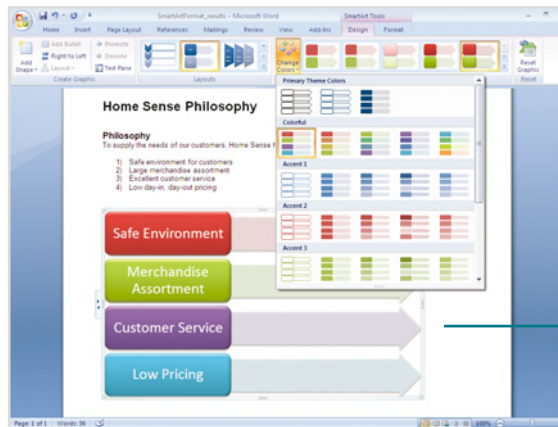 SmartArtFormat_results - Microsoft Word
SmartArt Tools
Home Insert Page Layout References Mailings Review View Add-Ins Design Format
Add Shape
Add Bullet
Right to Left
Layout
Promote
Demote
Text Pane
Change Colors
Reset Graphic
Create Graphic
Layouts
Reset
Primary Theme Colors
Colorful
Accent 1
Accent 2
Accent 3
Home Sense Philosophy
Philosophy
To supply the needs of our customers, Home Sense
1) Safe environment for customers
2) Large merchandise assortment
3) Excellent customer service
4) Low day-in, day-out pricing
Safe Environment
Merchandise
Assortment
Customer Service
Low Pricing
Page: 1 of 1 Words: 36
100%